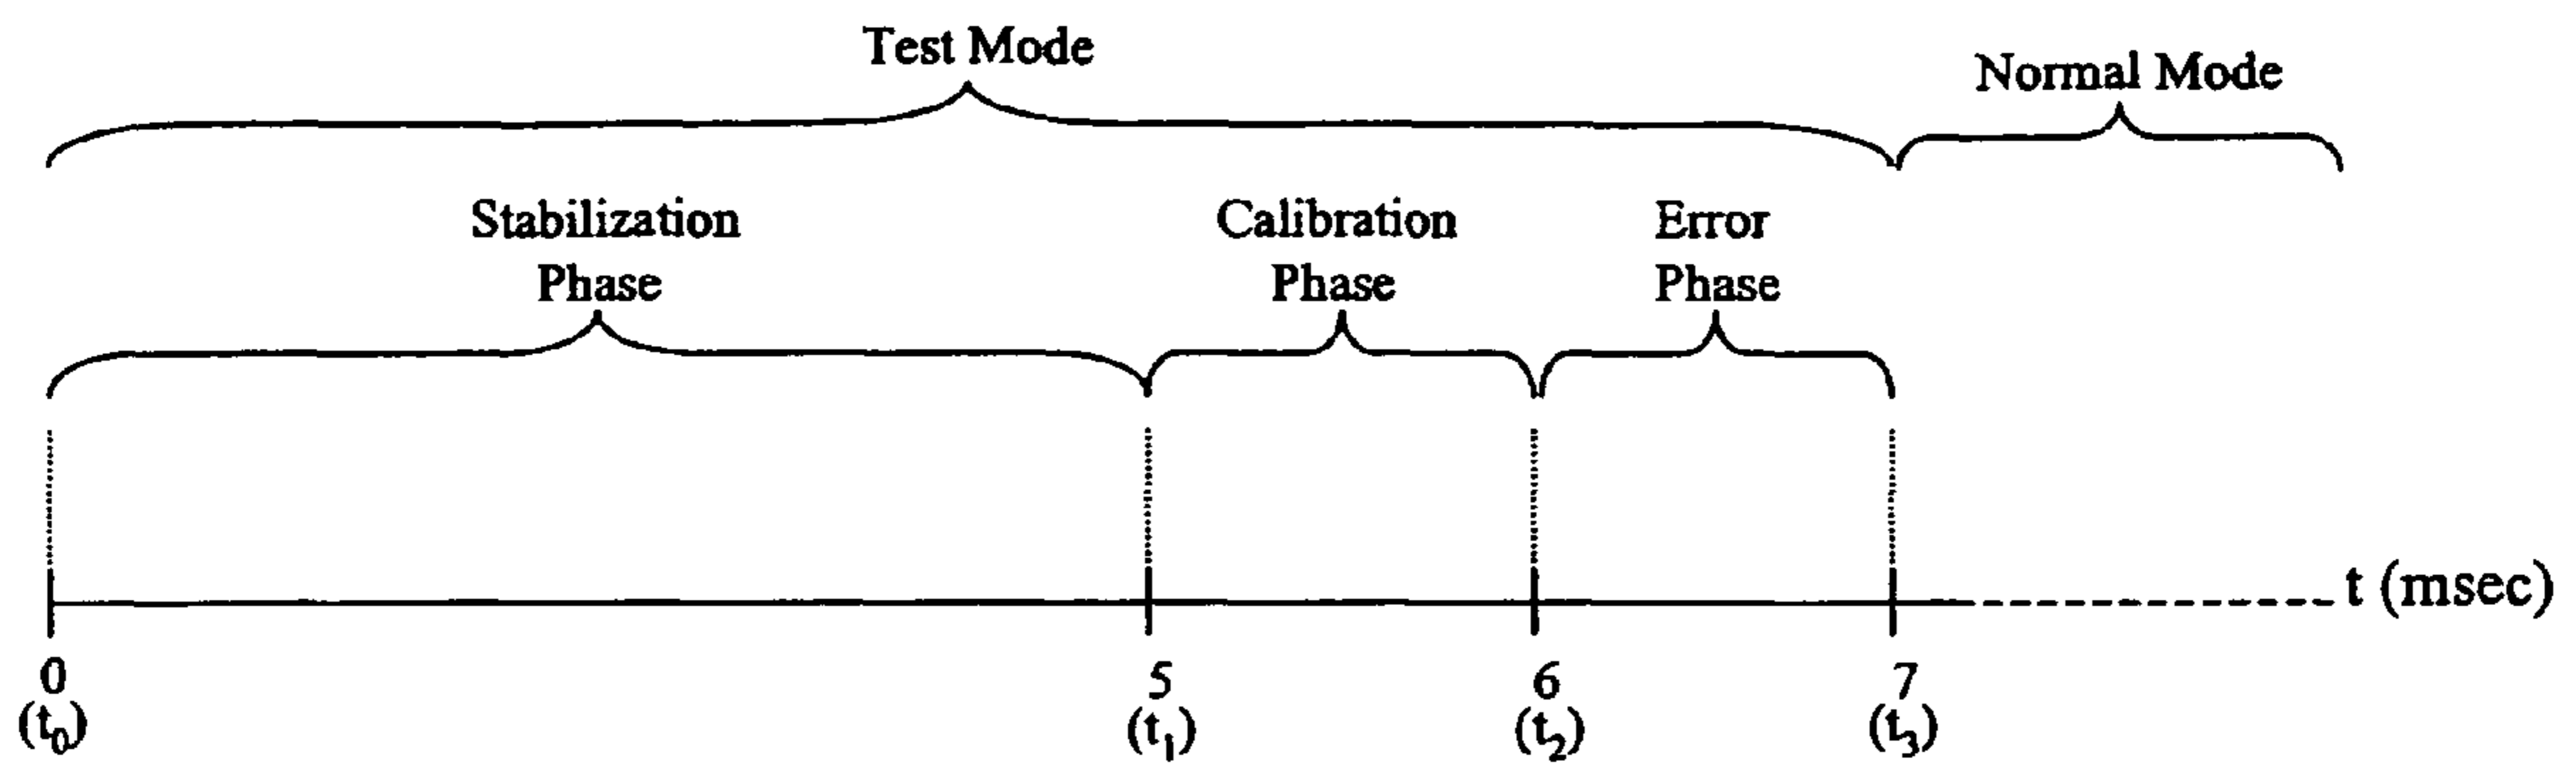 Test Mode
Normal Mode
Stabilization
Phase
Calibration
Phase
Error
Phase
t (msec)
0
(t₀)
5
(t₁)
6
(t₂)
7
(t₃)